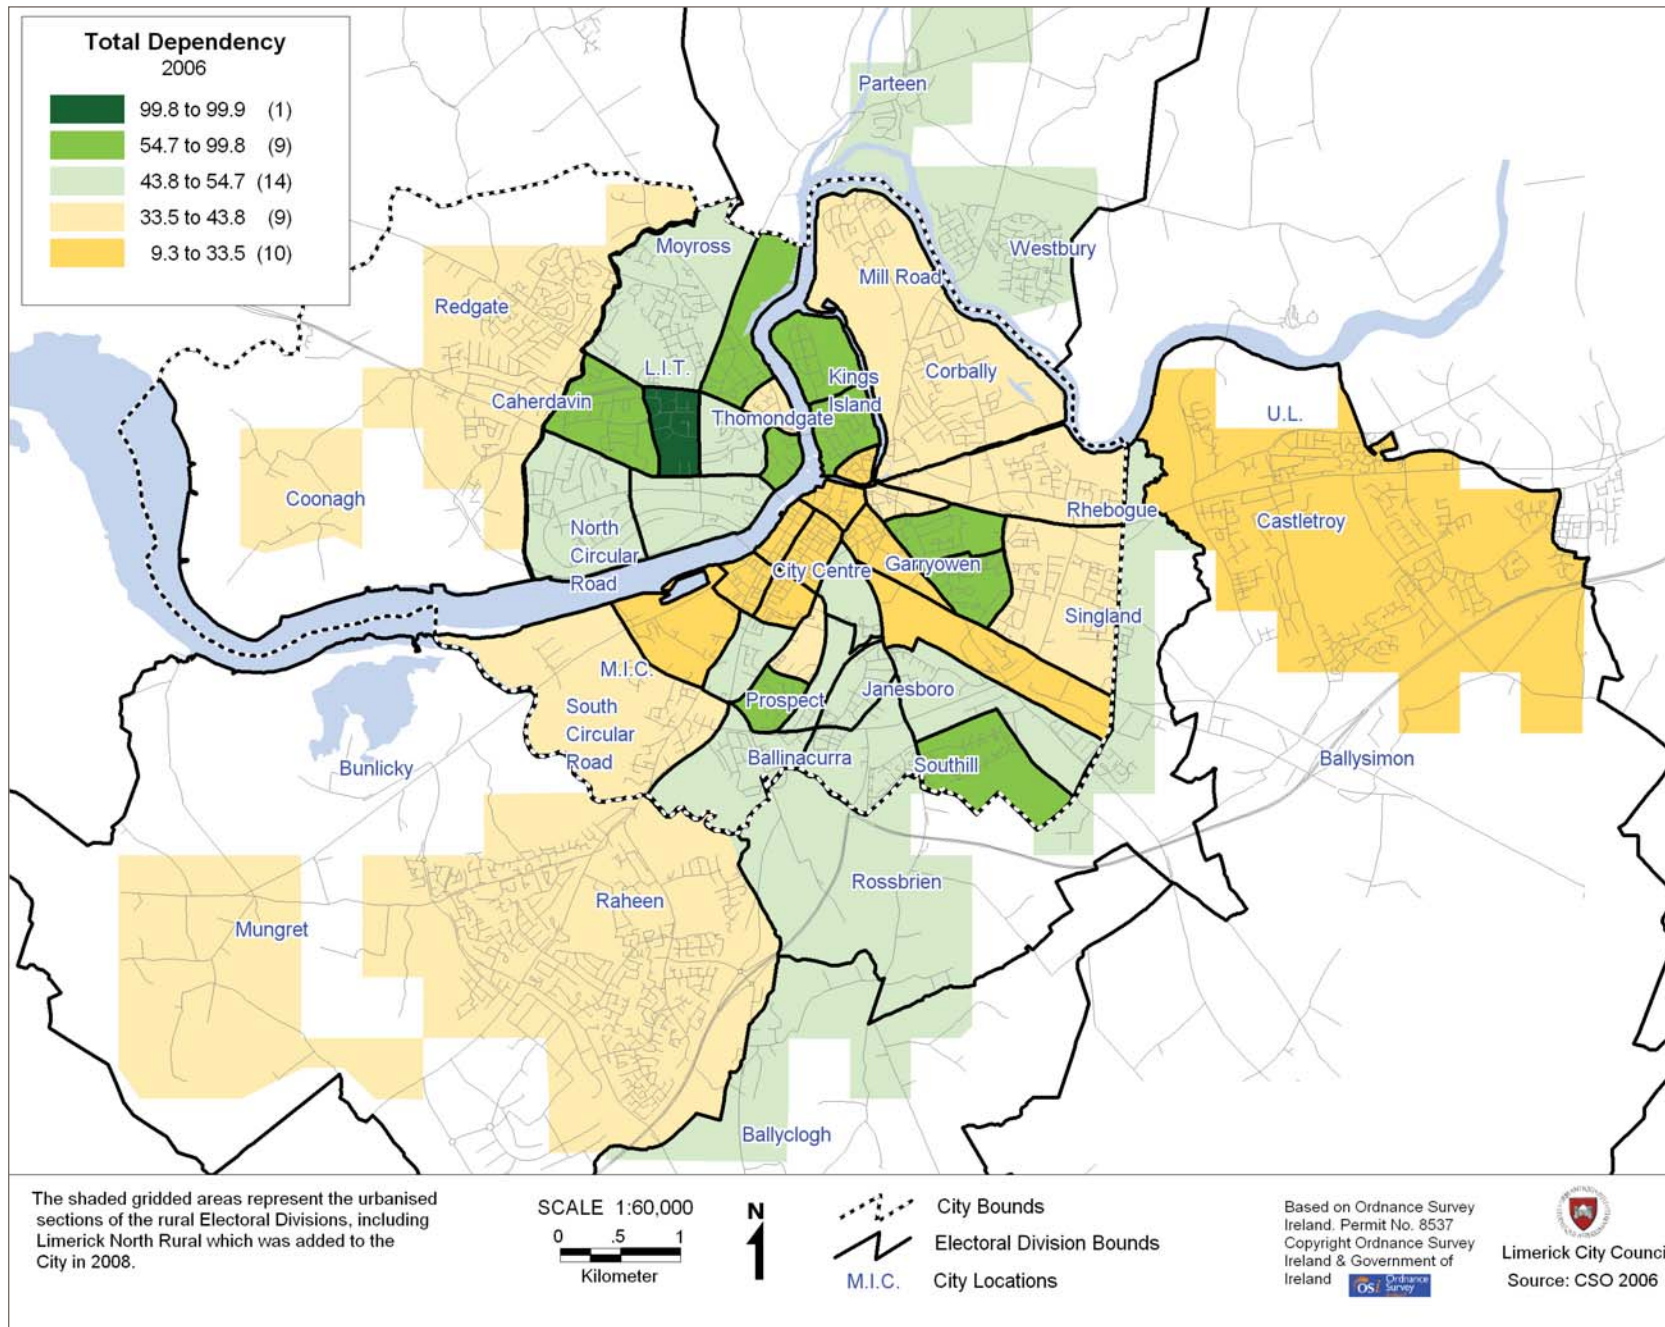 Total Dependency
2006
99.8 to 99.9 (1)
54.7 to 99.8 (9)
43.8 to 54.7 (14)
33.5 to 43.8 (9)
9.3 to 33.5 (10)
Parteen
Moyross
Westbury
Mill Road
Redgate
L.I.T.
Corbally
Kings
Island
Caherdavin
Thomondgate
U.L.
Coonagh
Rhebogue
Castletroy
North
Circular
Road
City Centre
Garryowen
Singland
M.I.C.
Prospect
Janesboro
South
Circular
Road
Bunlicky
Ballinacurra
Southill
Ballysimon
Rossbrien
Raheen
Mungret
Ballyclogh
The shaded gridded areas represent the urbanised
sections of the rural Electoral Divisions, including
Limerick North Rural which was added to the
City in 2008.
SCALE 1:60,000
0 .5 1
Kilometer
N
City Bounds
Electoral Division Bounds
M.I.C. City Locations
Based on Ordnance Survey
Ireland. Permit No. 8537
Copyright Ordnance Survey
Ireland & Government of
Ireland
OSi Ordnance
Survey
Limerick City Counci
Source: CSO 2006